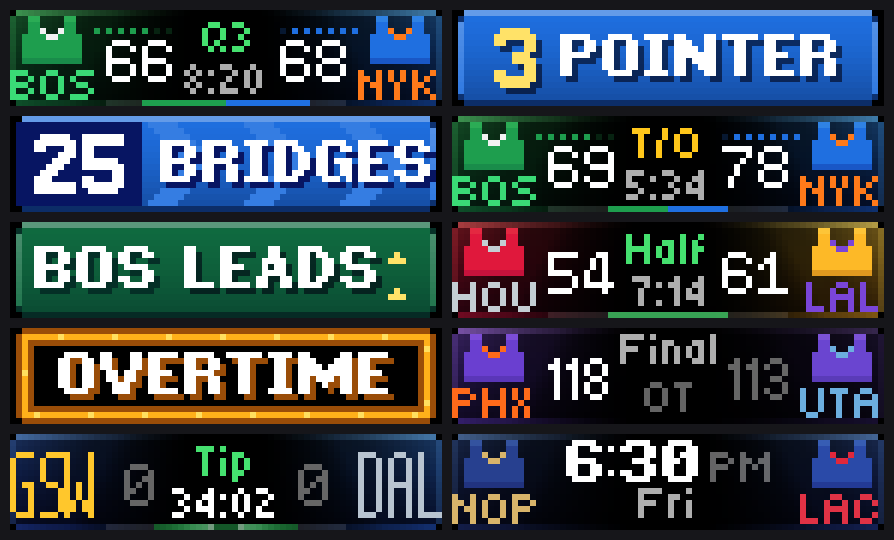 BOS 66 Q3 8:20 68 NYK
3 POINTER
25 BRIDGES
BOS 69 T/O 5:34 78 NYK
BOS LEADS
HOU 54 Half 7:14 61 LAL
OVERTIME
PHX 118 Final OT 113 UTA
GSW 0 Tip 34:02 0 DAL
NOP 6:30 PM Fri LAC